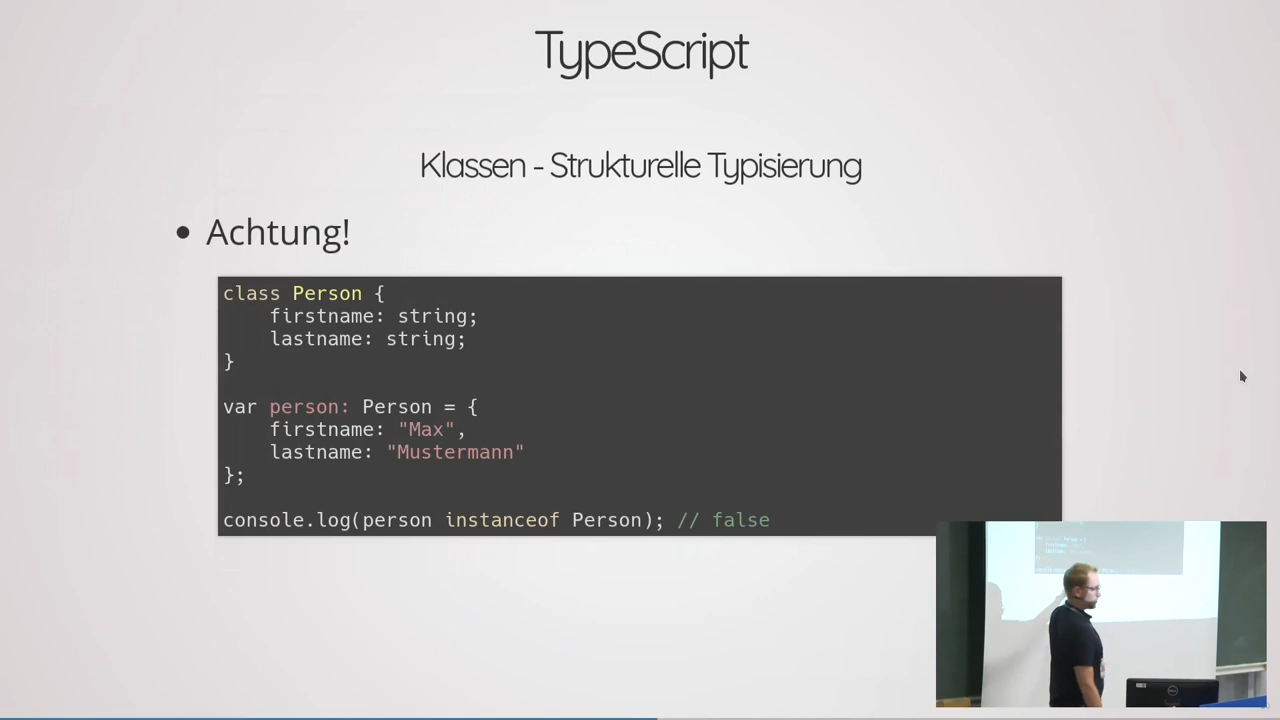 TypeScript
Klassen - Strukturelle Typisierung
• Achtung!
class Person {
    firstname: string;
    lastname: string;
}
var person: Person = {
    firstname: "Max",
    lastname: "Mustermann"
};
console.log(person instanceof Person); // false